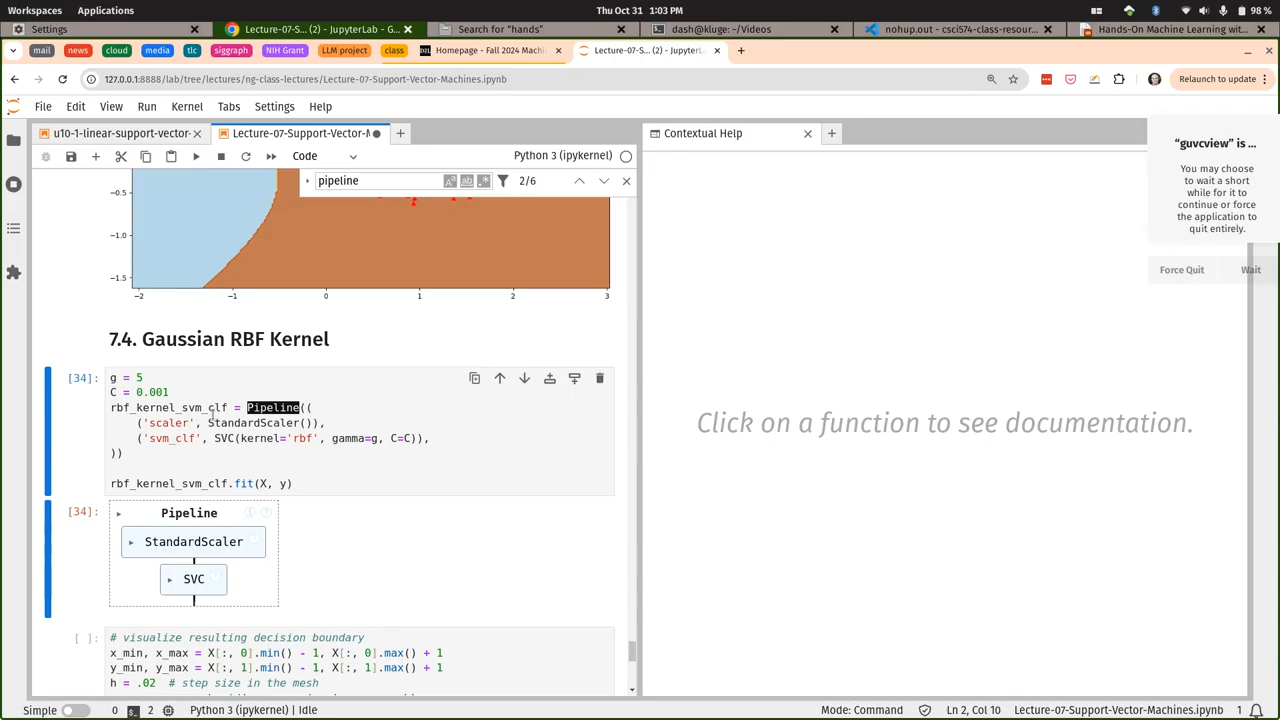 Workspaces Applications Thu Oct 31 1:03 PM 98 %
Settings Lecture-07-S... (2) - JupyterLab - G... Search for “hands” dash@kluge: ~/Videos nohup.out - csci574-class-resour... Hands-On Machine Learning wit...
mail news cloud media tlc siggraph NIH Grant LLM project class Homepage - Fall 2024 Machin... Lecture-07-S... (2) - JupyterLab
127.0.0.1:8888/lab/tree/lectures/ng-class-lectures/Lecture-07-Support-Vector-Machines.ipynb Relaunch to update
File Edit View Run Kernel Tabs Settings Help
u10-1-linear-support-vector- Lecture-07-Support-Vector-M Contextual Help
Code Python 3 (ipykernel)
pipeline 2/6
“guvcview” is ...
You may choose
to wait a short
while for it to
continue or force
the application to
quit entirely.
Force Quit Wait
−0.5
−1.0
−1.5
−2 −1 0 1 2 3
7.4. Gaussian RBF Kernel
[34]: g = 5
C = 0.001
rbf_kernel_svm_clf = Pipeline((
('scaler', StandardScaler()),
('svm_clf', SVC(kernel='rbf', gamma=g, C=C)),
))
rbf_kernel_svm_clf.fit(X, y)
[34]: Pipeline
StandardScaler
SVC
Click on a function to see documentation.
[ ]: # visualize resulting decision boundary
x_min, x_max = X[:, 0].min() - 1, X[:, 0].max() + 1
y_min, y_max = X[:, 1].min() - 1, X[:, 1].max() + 1
h = .02 # step size in the mesh
Simple 0 2 Python 3 (ipykernel) | Idle Mode: Command Ln 2, Col 10 Lecture-07-Support-Vector-Machines.ipynb 1